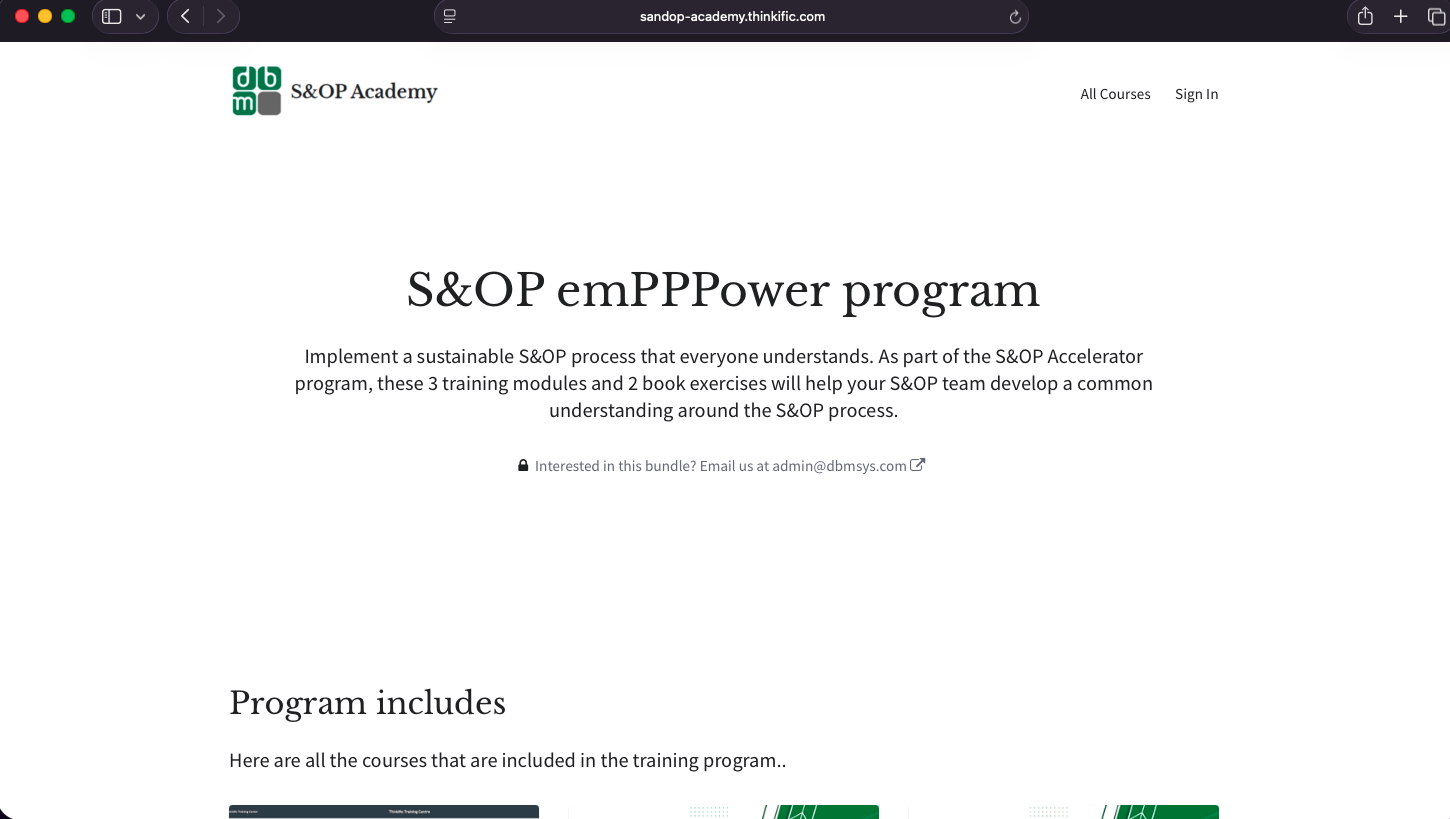 sandop-academy.thinkific.com
dbm
S&OP Academy
All Courses
Sign In
S&OP emPPPower program
Implement a sustainable S&OP process that everyone understands. As part of the S&OP Accelerator
program, these 3 training modules and 2 book exercises will help your S&OP team develop a common
understanding around the S&OP process.
Interested in this bundle? Email us at admin@dbmsys.com
Program includes
Here are all the courses that are included in the training program..
Thinkific Training Centre